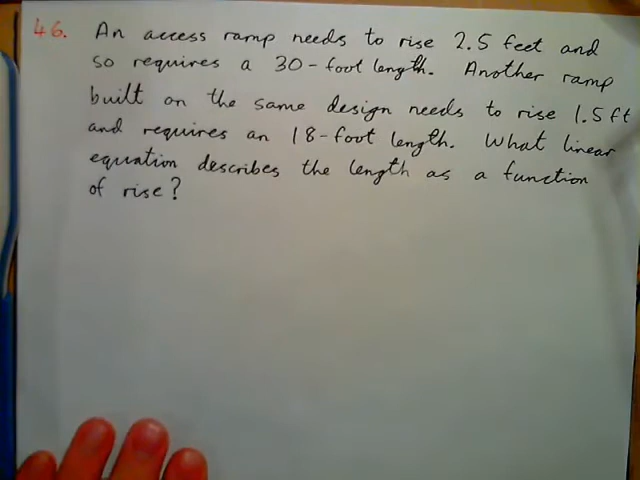 46. An access ramp needs to rise 2.5 feet and
so requires a 30-foot length. Another ramp
built on the same design needs to rise 1.5 ft
and requires an 18-foot length. What linear
equation describes the length as a function
of rise?